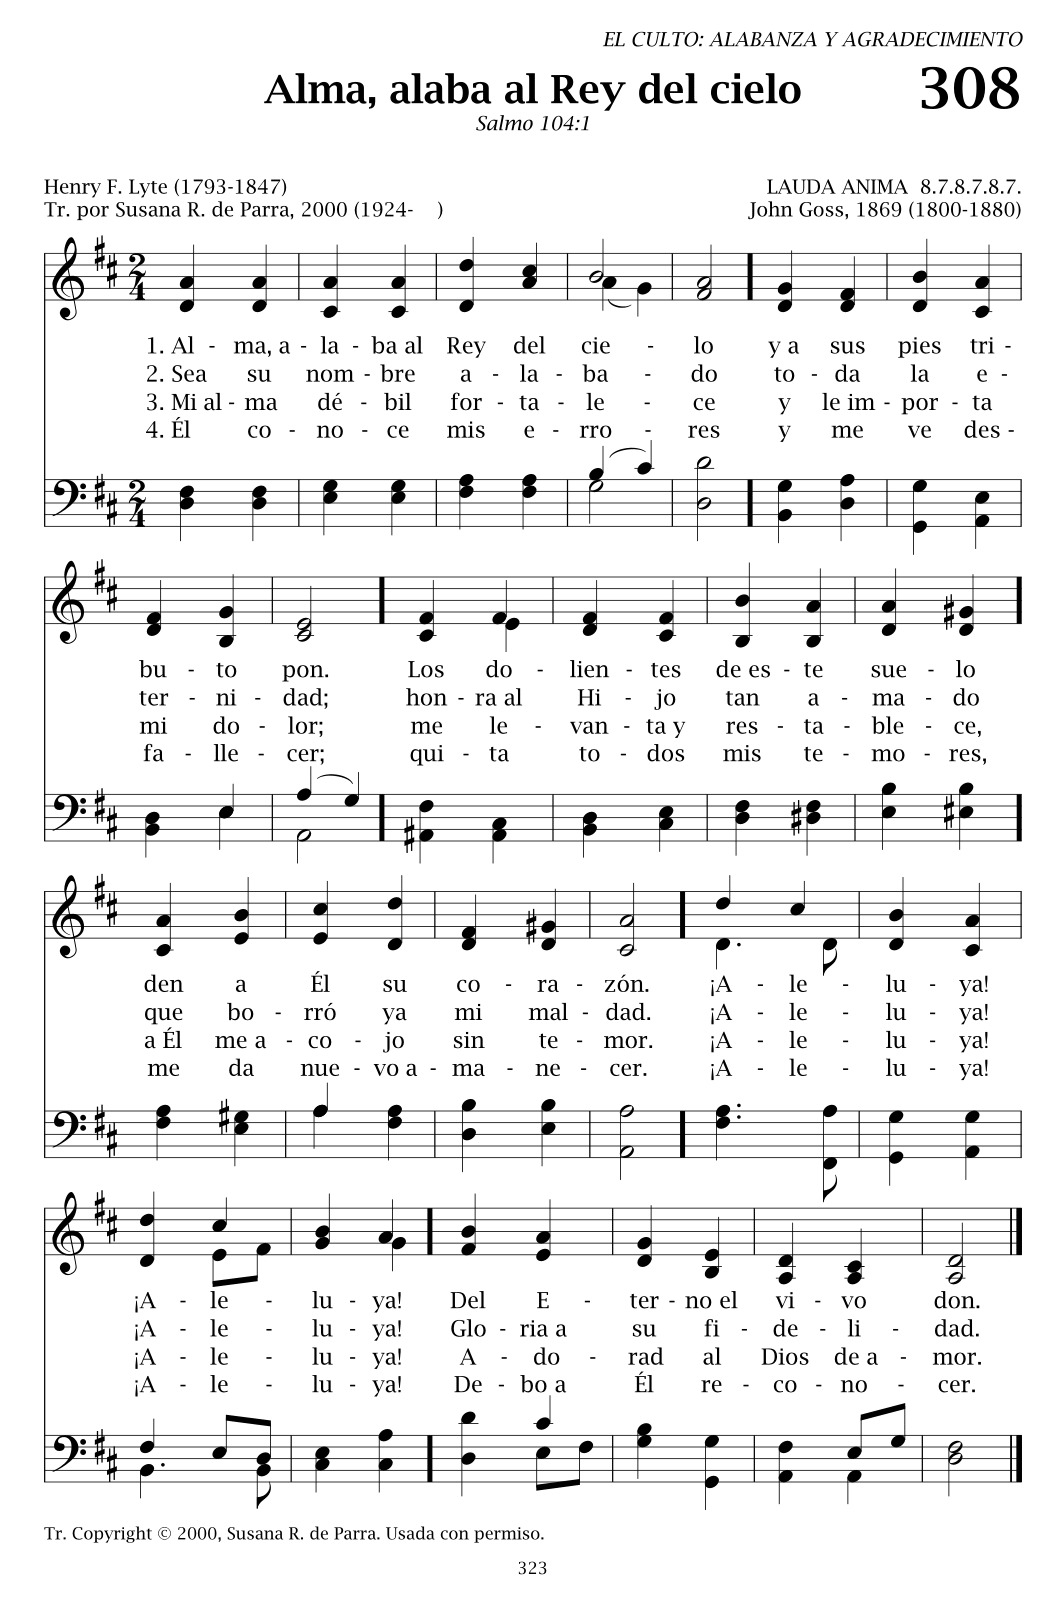 EL CULTO: ALABANZA Y AGRADECIMIENTO
Alma, alaba al Rey del cielo 308
Salmo 104:1
Henry F. Lyte (1793-1847) LAUDA ANIMA 8.7.8.7.8.7.
Tr. por Susana R. de Parra, 2000 (1924- ) John Goss, 1869 (1800-1880)
1. Al - ma, a - la - ba al Rey del cie - lo y a sus pies tri -
2. Sea su nom - bre a - la - ba - do to - da la e -
3. Mi al - ma dé - bil for - ta - le - ce y le im - por - ta
4. Él co - no - ce mis e - rro - res y me ve des -
bu - to pon. Los do - lien - tes de es - te sue - lo
ter - ni - dad; hon - ra al Hi - jo tan a - ma - do
mi do - lor; me le - van - ta y res - ta - ble - ce,
fa - lle - cer; qui - ta to - dos mis te - mo - res,
den a Él su co - ra - zón. ¡A - le - lu - ya!
que bo - rró ya mi mal - dad. ¡A - le - lu - ya!
a Él me a - co - jo sin te - mor. ¡A - le - lu - ya!
me da nue - vo a - ma - ne - cer. ¡A - le - lu - ya!
¡A - le - lu - ya! Del E - ter - no el vi - vo don.
¡A - le - lu - ya! Glo - ria a su fi - de - li - dad.
¡A - le - lu - ya! A - do - rad al Dios de a - mor.
¡A - le - lu - ya! De - bo a Él re - co - no - cer.
Tr. Copyright © 2000, Susana R. de Parra. Usada con permiso.
323